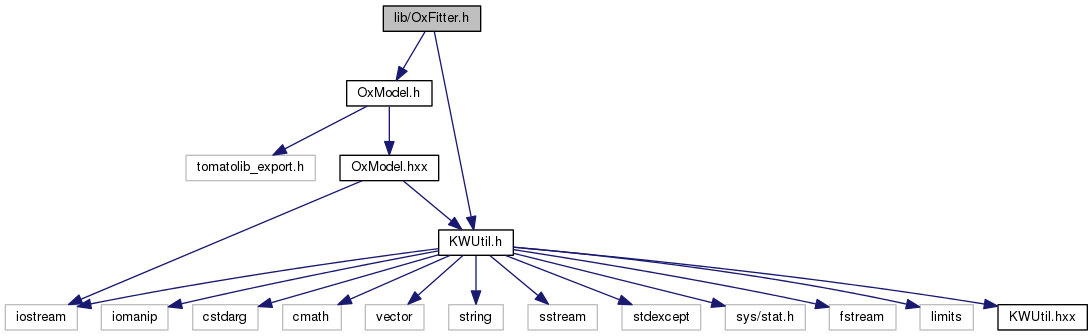 lib/OxFitter.h
OxModel.h
tomatolib_export.h
OxModel.hxx
KWUtil.h
iostream
iomanip
cstdarg
cmath
vector
string
sstream
stdexcept
sys/stat.h
fstream
limits
KWUtil.hxx